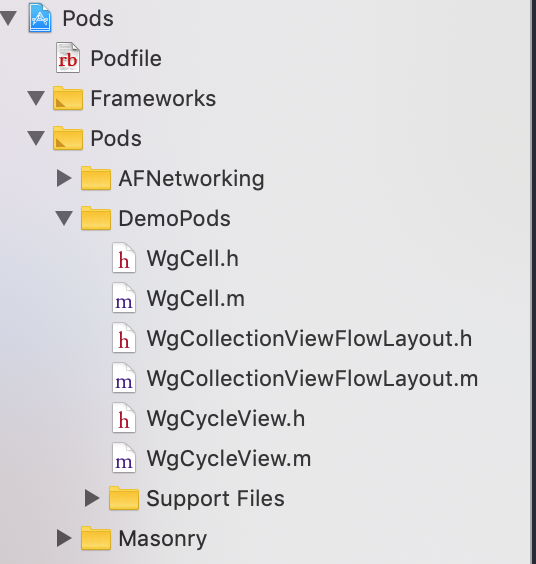 Pods
rb Podfile
Frameworks
Pods
AFNetworking
DemoPods
h WgCell.h
m WgCell.m
h WgCollectionViewFlowLayout.h
m WgCollectionViewFlowLayout.m
h WgCycleView.h
m WgCycleView.m
Support Files
Masonry